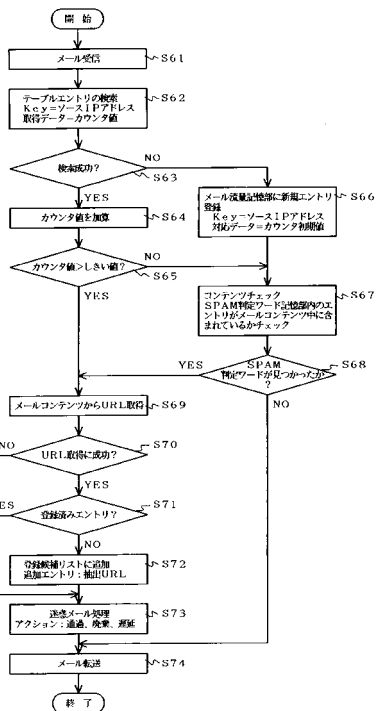 開 始
メール受信
S61
テーブルエントリの検索
Key=ソースIPアドレス
取得データ=カウンタ値
S62
検索成功?
NO
S63
YES
カウンタ値を加算
S64
メール流量記憶部に新規エントリ
登録
Key=ソースIPアドレス
対応データ=カウンタ初期値
S66
カウンタ値>しきい値?
NO
S65
YES
コンテンツチェック
SPAM判定ワード記憶部内のエ
ントリがメールコンテンツ中に含
まれているかチェック
S67
SPAM
判定ワードが見つかったか
?
S68
YES
NO
メールコンテンツからURL取得
S69
URL取得に成功?
S70
NO
YES
登録済みエントリ?
S71
YES
NO
登録候補リストに追加
追加エントリ:抽出URL
S72
迷惑メール処理
アクション:通過、廃棄、遅延
S73
メール転送
S74
終 了